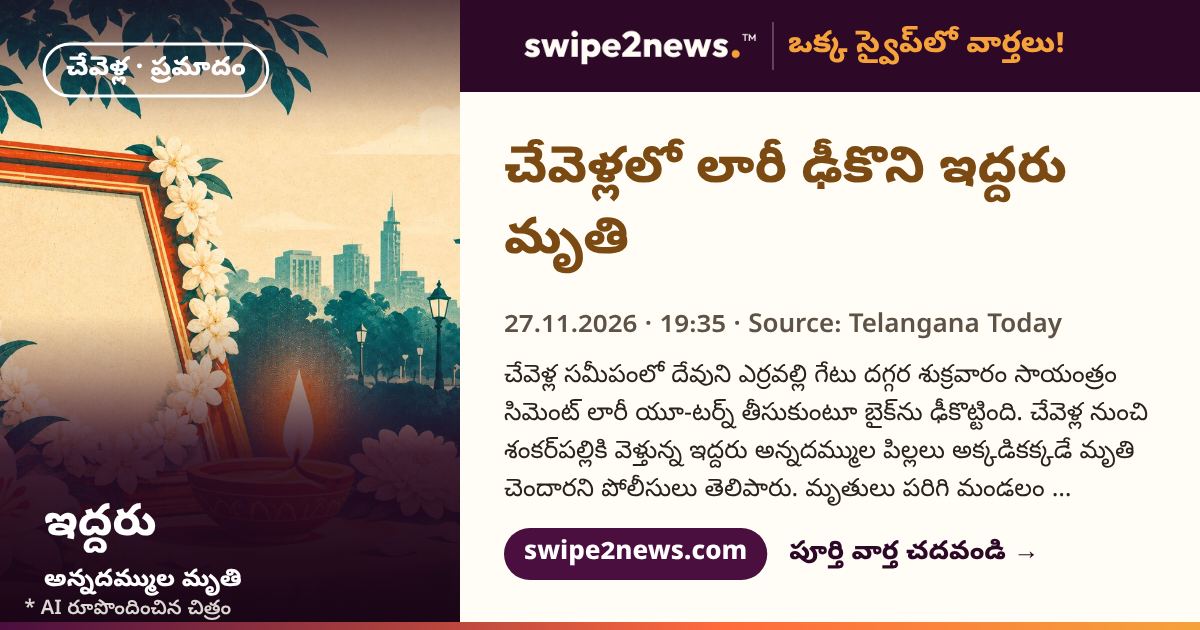 చేవెళ్ల · ప్రమాదం
ఇద్దరు
అన్నదమ్ముల మృతి
* AI రూపొందించిన చిత్రం
swipe2news.™ ఒక్క స్వైప్‌లో వార్తలు!
చేవెళ్లలో లారీ ఢీకొని ఇద్దరు
మృతి
27.11.2026 · 19:35 · Source: Telangana Today
చేవెళ్ల సమీపంలో దేవుని ఎర్రవల్లి గేటు దగ్గర శుక్రవారం సాయంత్రం
సిమెంట్ లారీ యూ-టర్న్ తీసుకుంటూ బైక్‌ను ఢీకొట్టింది. చేవెళ్ల నుంచి
శంకర్‌పల్లికి వెళ్తున్న ఇద్దరు అన్నదమ్ముల పిల్లలు అక్కడికక్కడే మృతి
చెందారని పోలీసులు తెలిపారు. మృతులు పరిగి మండలం ...
swipe2news.com పూర్తి వార్త చదవండి →